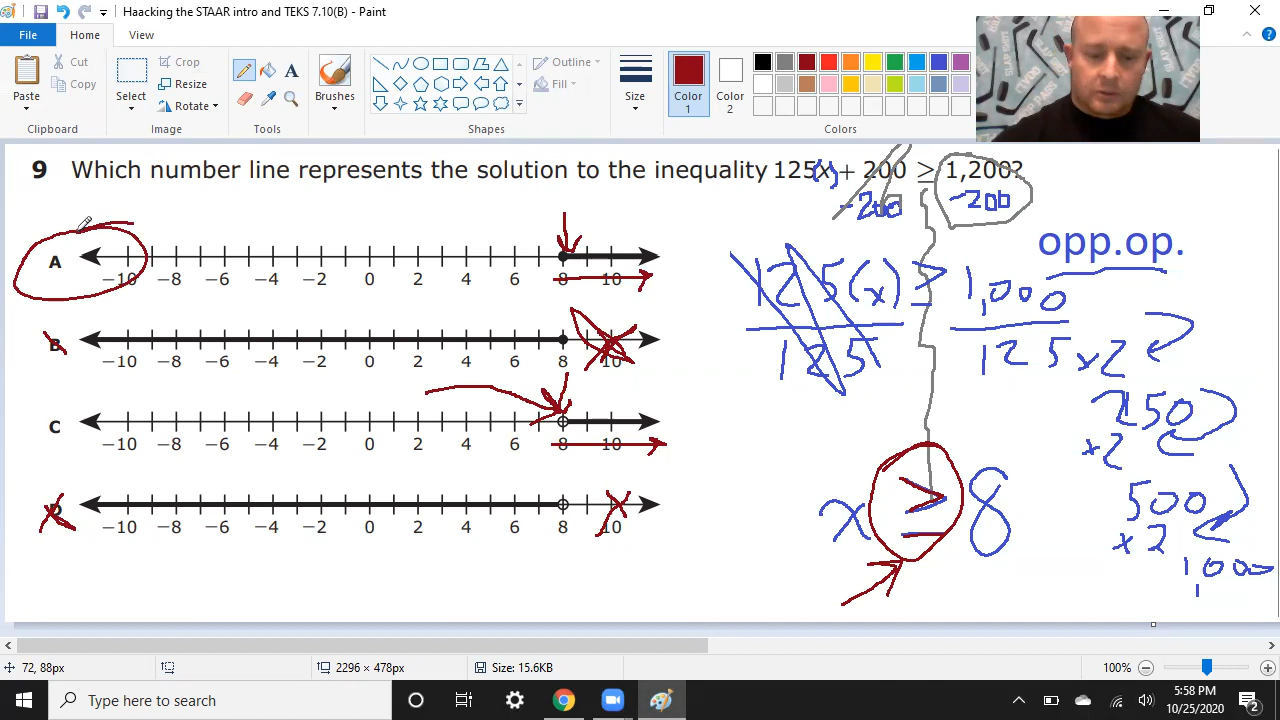 Haacking the STAAR intro and TEKS 7.10(B) - Paint
File
Home
View
Paste
Cut
Copy
Clipboard
Select
Crop
Resize
Rotate
Image
A
Tools
Brushes
Shapes
Outline
Fill
Size
Color
1
Color
2
Colors
9 Which number line represents the solution to the inequality 125x + 200 ≥ 1,200?
(x)
-200
-200
opp.op.
A
-10 -8 -6 -4 -2 0 2 4 6 8 10
B
-10 -8 -6 -4 -2 0 2 4 6 8 10
C
-10 -8 -6 -4 -2 0 2 4 6 8 10
D
-10 -8 -6 -4 -2 0 2 4 6 8 10
125(x) ≥ 1,000
125
125 x2
250
x2
500
x2
1,000
x ≥ 8
72, 88px
2296 × 478px
Size: 15.6KB
100%
Type here to search
5:58 PM
10/25/2020
2